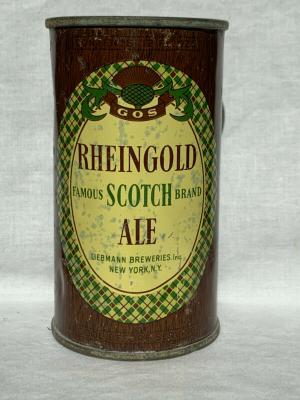 GOS
RHEINGOLD
FAMOUS SCOTCH BRAND
ALE
LIEBMANN BREWERIES. Inc.
NEW YORK, N.Y.